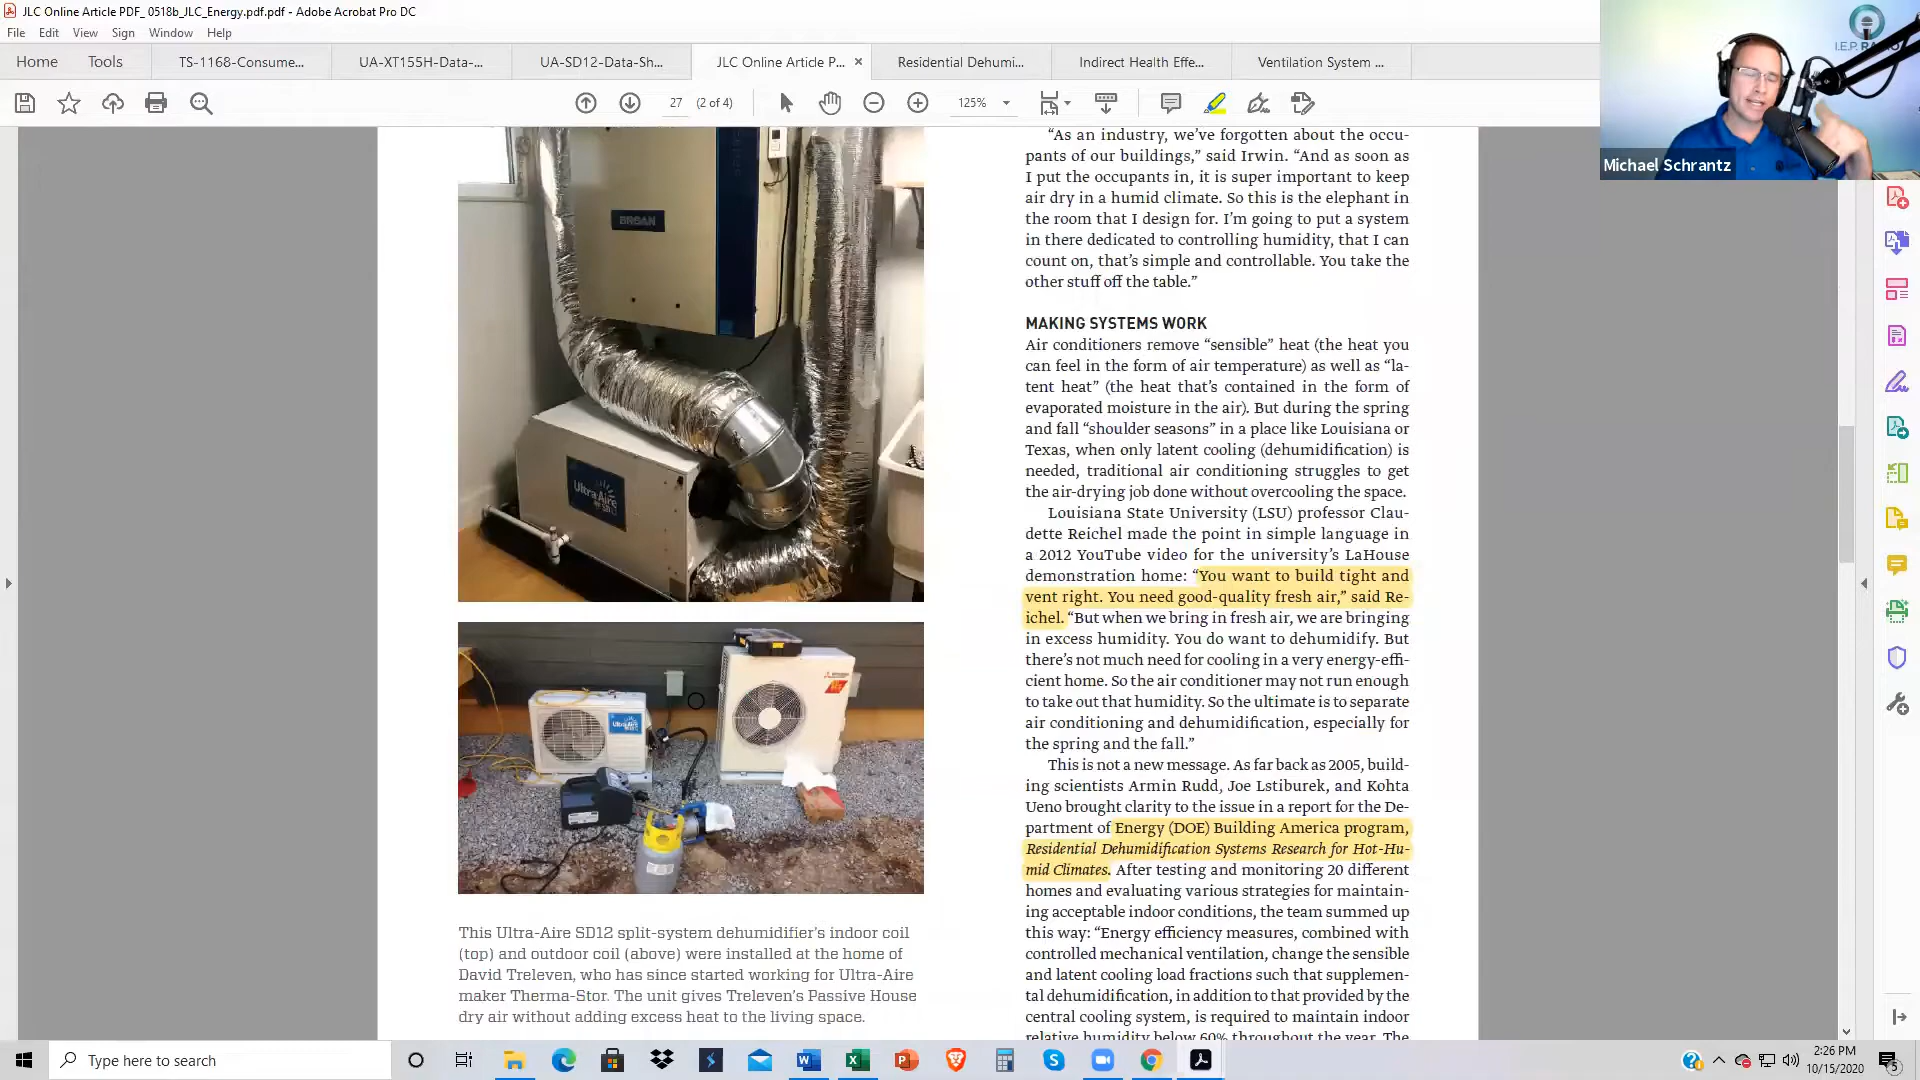 JLC Online Article PDF_ 0518b_JLC_Energy.pdf.pdf - Adobe Acrobat Pro DC
File Edit View Sign Window Help
Home Tools TS-1168-Consume... UA-XT155H-Data-... UA-SD12-Data-Sh... JLC Online Article P... × Residential Dehumi... Indirect Health Effe... Ventilation System ...
27 (2 of 4) 125%
I.E.P. RA
Michael Schrantz
BROAN
Ultra-Aire
SD12
Ultra-Aire
This Ultra-Aire SD12 split-system dehumidifier’s indoor coil
(top) and outdoor coil (above) were installed at the home of
David Treleven, who has since started working for Ultra-Aire
maker Therma-Stor. The unit gives Treleven’s Passive House
dry air without adding excess heat to the living space.
“As an industry, we’ve forgotten about the occu-
pants of our buildings,” said Irwin. “And as soon as
I put the occupants in, it is super important to keep
air dry in a humid climate. So this is the elephant in
the room that I design for. I’m going to put a system
in there dedicated to controlling humidity, that I can
count on, that’s simple and controllable. You take the
other stuff off the table.”
MAKING SYSTEMS WORK
Air conditioners remove “sensible” heat (the heat you
can feel in the form of air temperature) as well as “la-
tent heat” (the heat that’s contained in the form of
evaporated moisture in the air). But during the spring
and fall “shoulder seasons” in a place like Louisiana or
Texas, when only latent cooling (dehumidification) is
needed, traditional air conditioning struggles to get
the air-drying job done without overcooling the space.
Louisiana State University (LSU) professor Clau-
dette Reichel made the point in simple language in
a 2012 YouTube video for the university’s LaHouse
demonstration home: “You want to build tight and
vent right. You need good-quality fresh air,” said Re-
ichel. “But when we bring in fresh air, we are bringing
in excess humidity. You do want to dehumidify. But
there’s not much need for cooling in a very energy-effi-
cient home. So the air conditioner may not run enough
to take out that humidity. So the ultimate is to separate
air conditioning and dehumidification, especially for
the spring and the fall.”
This is not a new message. As far back as 2005, build-
ing scientists Armin Rudd, Joe Lstiburek, and Kohta
Ueno brought clarity to the issue in a report for the De-
partment of Energy (DOE) Building America program,
Residential Dehumidification Systems Research for Hot-Hu-
mid Climates. After testing and monitoring 20 different
homes and evaluating various strategies for maintain-
ing acceptable indoor conditions, the team summed up
this way: “Energy efficiency measures, combined with
controlled mechanical ventilation, change the sensible
and latent cooling load fractions such that supplemen-
tal dehumidification, in addition to that provided by the
central cooling system, is required to maintain indoor
relative humidity below 60% throughout the year. The
Type here to search
2:26 PM
10/15/2020
5